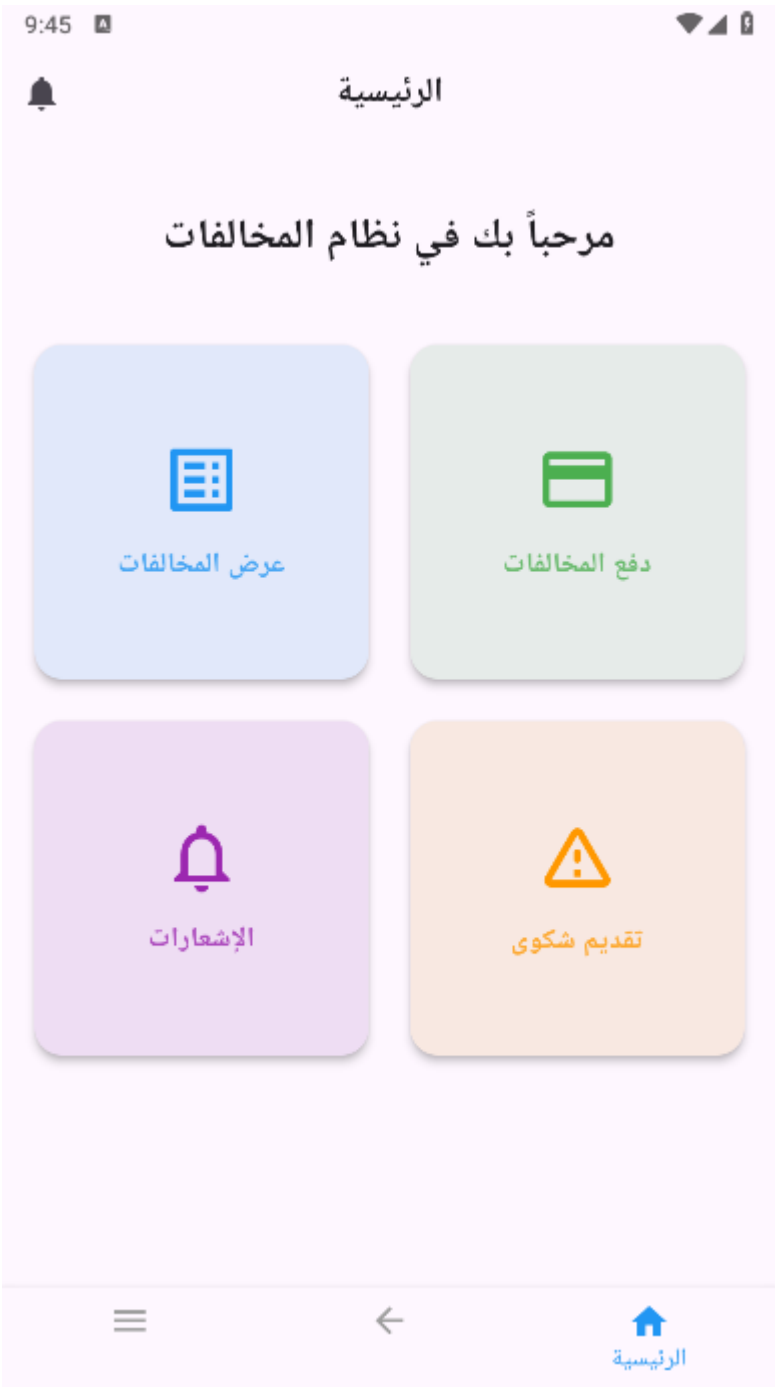 9:45
الرئيسية
مرحباً بك في نظام المخالفات
دفع المخالفات
عرض المخالفات
تقديم شكوى
الإشعارات
الرئيسية